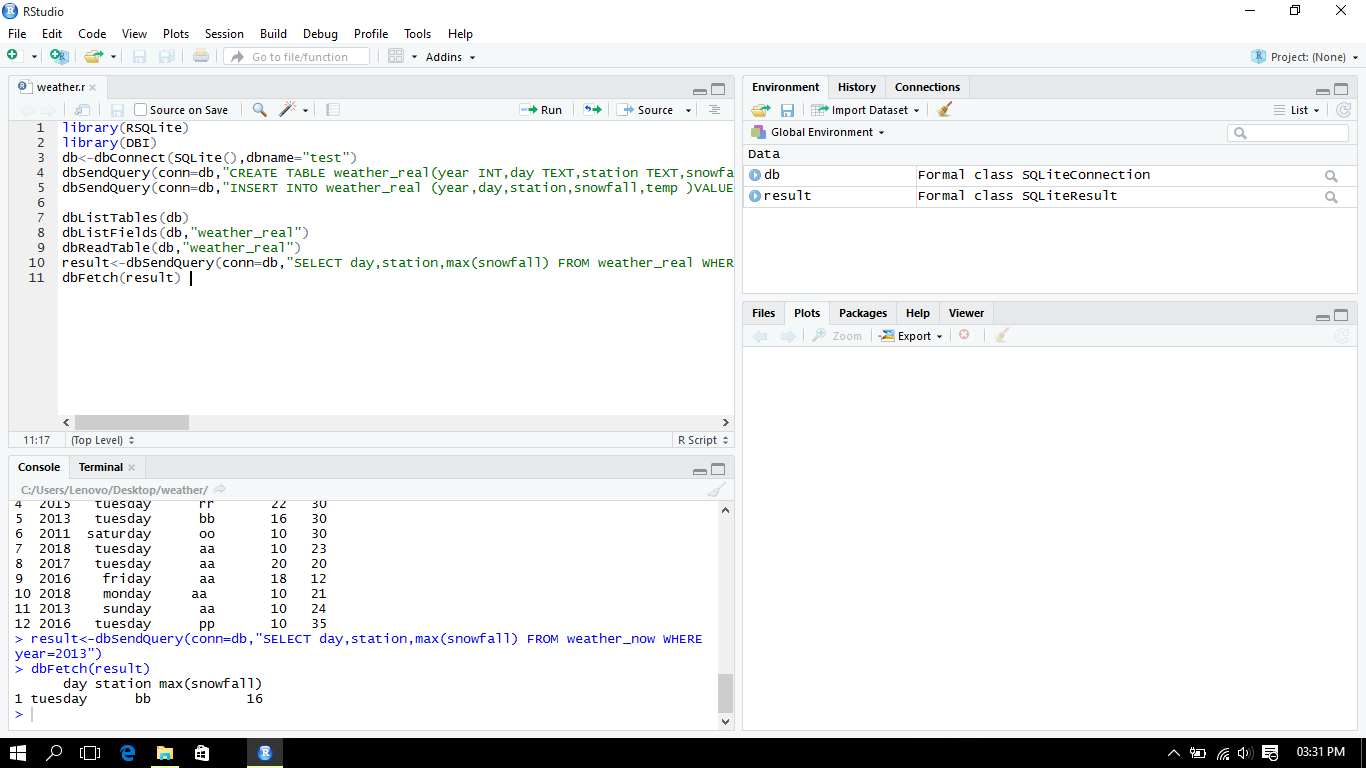 RStudio
File Edit Code View Plots Session Build Debug Profile Tools Help
Go to file/function Addins Project: (None)
weather.r
Source on Save Run Source
1 library(RSQLite)
2 library(DBI)
3 db<-dbConnect(SQLite(),dbname="test")
4 dbSendQuery(conn=db,"CREATE TABLE weather_real(year INT,day TEXT,station TEXT,snowfa
5 dbSendQuery(conn=db,"INSERT INTO weather_real (year,day,station,snowfall,temp )VALUE
6
7 dbListTables(db)
8 dbListFields(db,"weather_real")
9 dbReadTable(db,"weather_real")
10 result<-dbSendQuery(conn=db,"SELECT day,station,max(snowfall) FROM weather_real WHER
11 dbFetch(result)
11:17 (Top Level) R Script
Console Terminal
C:/Users/Lenovo/Desktop/weather/
4 2015 tuesday rr 22 30
5 2013 tuesday bb 16 30
6 2011 saturday oo 10 30
7 2018 tuesday aa 10 23
8 2017 tuesday aa 20 20
9 2016 friday aa 18 12
10 2018 monday aa 10 21
11 2013 sunday aa 10 24
12 2016 tuesday pp 10 35
> result<-dbSendQuery(conn=db,"SELECT day,station,max(snowfall) FROM weather_now WHERE
year=2013")
> dbFetch(result)
day station max(snowfall)
1 tuesday bb 16
>
Environment History Connections
Import Dataset List
Global Environment
Data
db Formal class SQLiteConnection
result Formal class SQLiteResult
Files Plots Packages Help Viewer
Zoom Export
03:31 PM